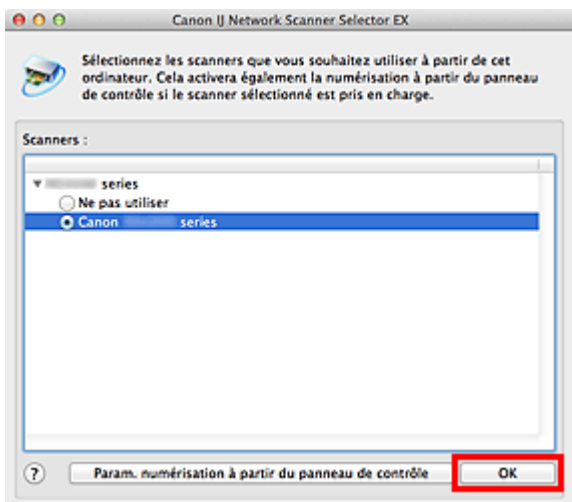 Canon IJ Network Scanner Selector EX
Sélectionnez les scanners que vous souhaitez utiliser à partir de cet
ordinateur. Cela activera également la numérisation à partir du panneau
de contrôle si le scanner sélectionné est pris en charge.
Scanners :
series
Ne pas utiliser
Canon series
? Param. numérisation à partir du panneau de contrôle OK